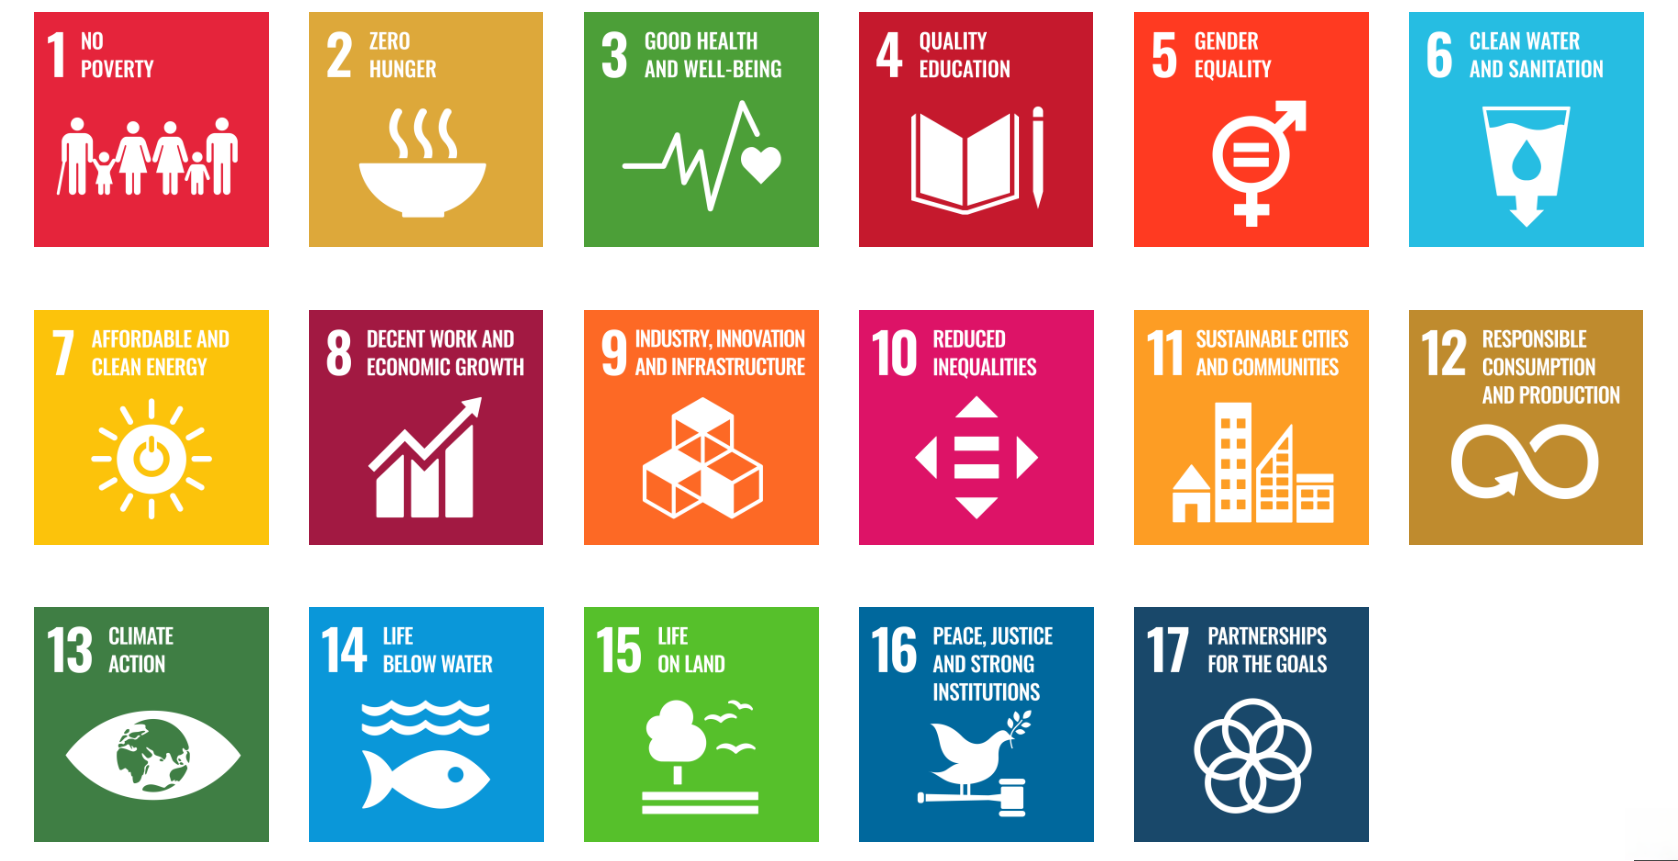 1 NO
POVERTY
2 ZERO
HUNGER
3 GOOD HEALTH
AND WELL-BEING
4 QUALITY
EDUCATION
5 GENDER
EQUALITY
6 CLEAN WATER
AND SANITATION
7 AFFORDABLE AND
CLEAN ENERGY
8 DECENT WORK AND
ECONOMIC GROWTH
9 INDUSTRY, INNOVATION
AND INFRASTRUCTURE
10 REDUCED
INEQUALITIES
11 SUSTAINABLE CITIES
AND COMMUNITIES
12 RESPONSIBLE
CONSUMPTION
AND PRODUCTION
13 CLIMATE
ACTION
14 LIFE
BELOW WATER
15 LIFE
ON LAND
16 PEACE, JUSTICE
AND STRONG
INSTITUTIONS
17 PARTNERSHIPS
FOR THE GOALS